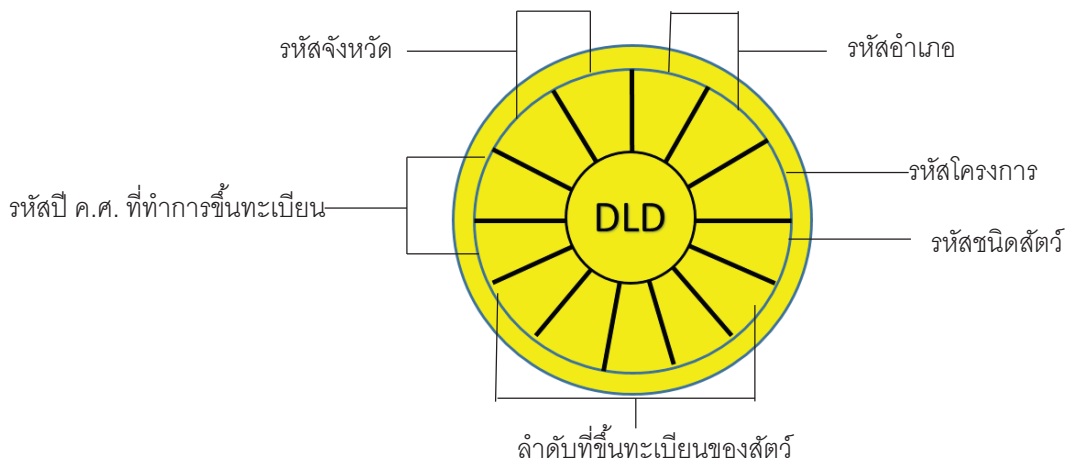 รหัสจังหวัด
รหัสอำเภอ
รหัสโครงการ
รหัสปี ค.ศ. ที่ทำการขึ้นทะเบียน
DLD
รหัสชนิดสัตว์
ลำดับที่ขึ้นทะเบียนของสัตว์